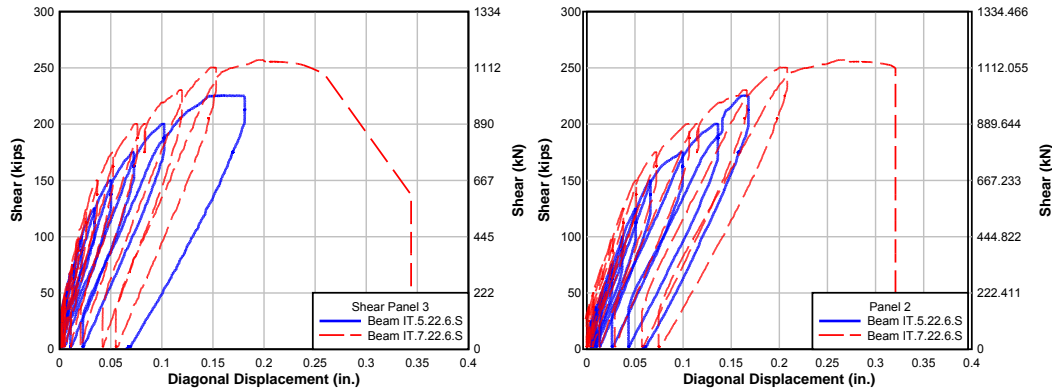 300 1334 300 1334.466
250 1112 250 1112.055
200 890 200 889.644
150 667 150 667.233
100 445 100 444.822
50 222 50 222.411
0 0 0 0
Shear (kips)
Shear (kN)
Shear (kips)
Shear (kN)
Shear Panel 3
Beam IT.5.22.6.S
Beam IT.7.22.6.S
Panel 2
Beam IT.5.22.6.S
Beam IT.7.22.6.S
0 0.05 0.1 0.15 0.2 0.25 0.3 0.35 0.4
0 0.05 0.1 0.15 0.2 0.25 0.3 0.35 0.4
Diagonal Displacement (in.)
Diagonal Displacement (in.)